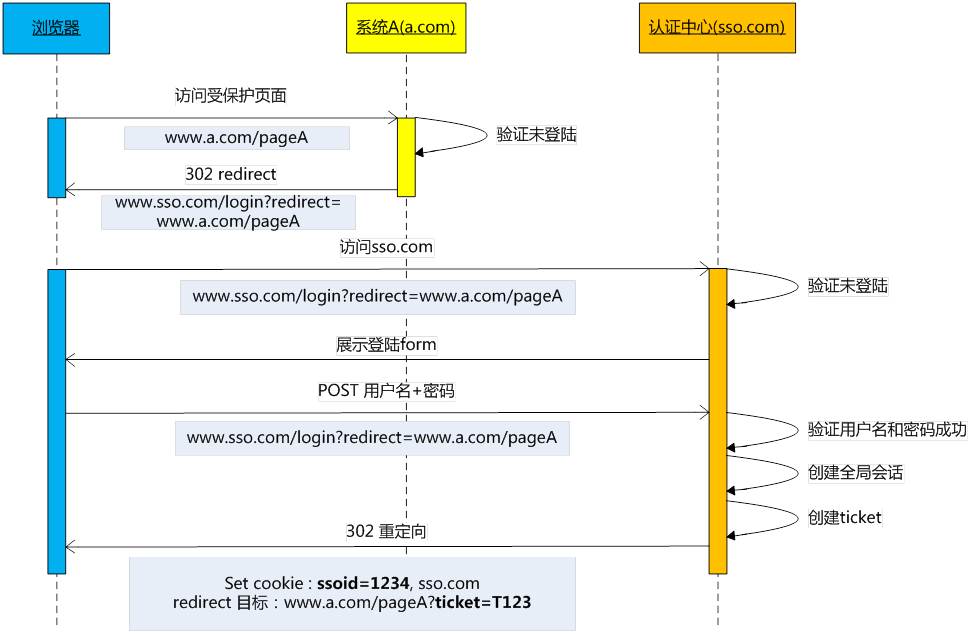 浏览器
系统A(a.com)
认证中心(sso.com)
访问受保护页面
www.a.com/pageA
验证未登陆
302 redirect
www.sso.com/login?redirect=
www.a.com/pageA
访问sso.com
www.sso.com/login?redirect=www.a.com/pageA
验证未登陆
展示登陆form
POST 用户名+密码
www.sso.com/login?redirect=www.a.com/pageA
验证用户名和密码成功
创建全局会话
创建ticket
302 重定向
Set cookie : ssoid=1234, sso.com
redirect 目标：www.a.com/pageA?ticket=T123